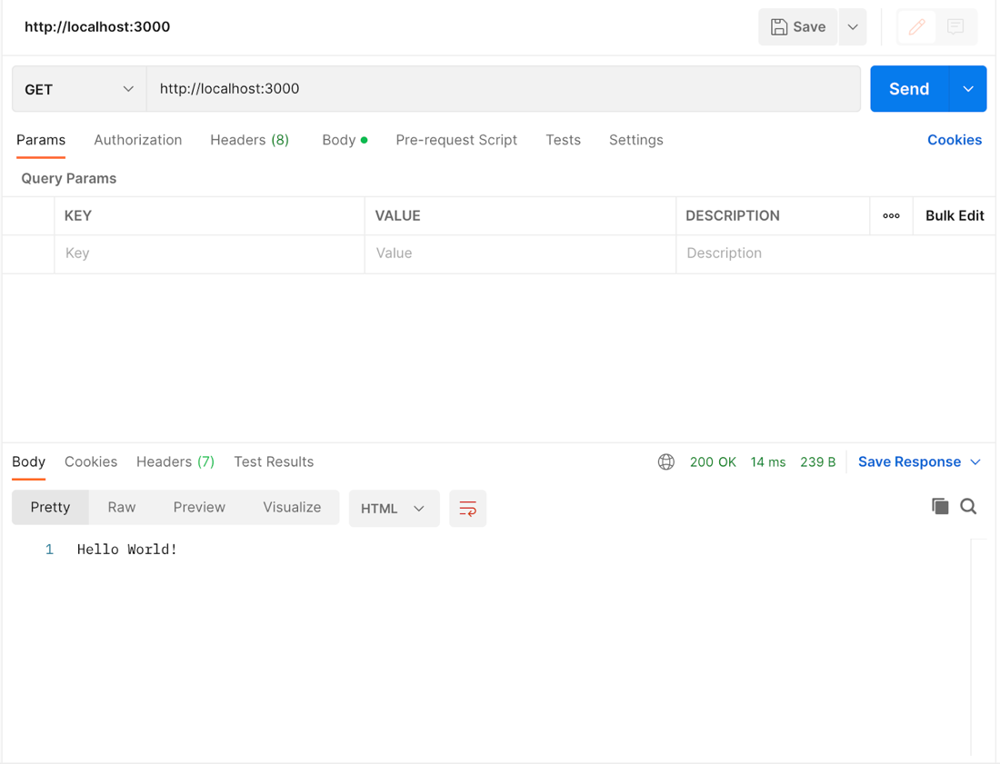 http://localhost:3000
Save
GET http://localhost:3000 Send
Params Authorization Headers (8) Body Pre-request Script Tests Settings Cookies
Query Params
KEY VALUE DESCRIPTION Bulk Edit
Key Value Description
Body Cookies Headers (7) Test Results 200 OK 14 ms 239 B Save Response
Pretty Raw Preview Visualize HTML
1 Hello World!